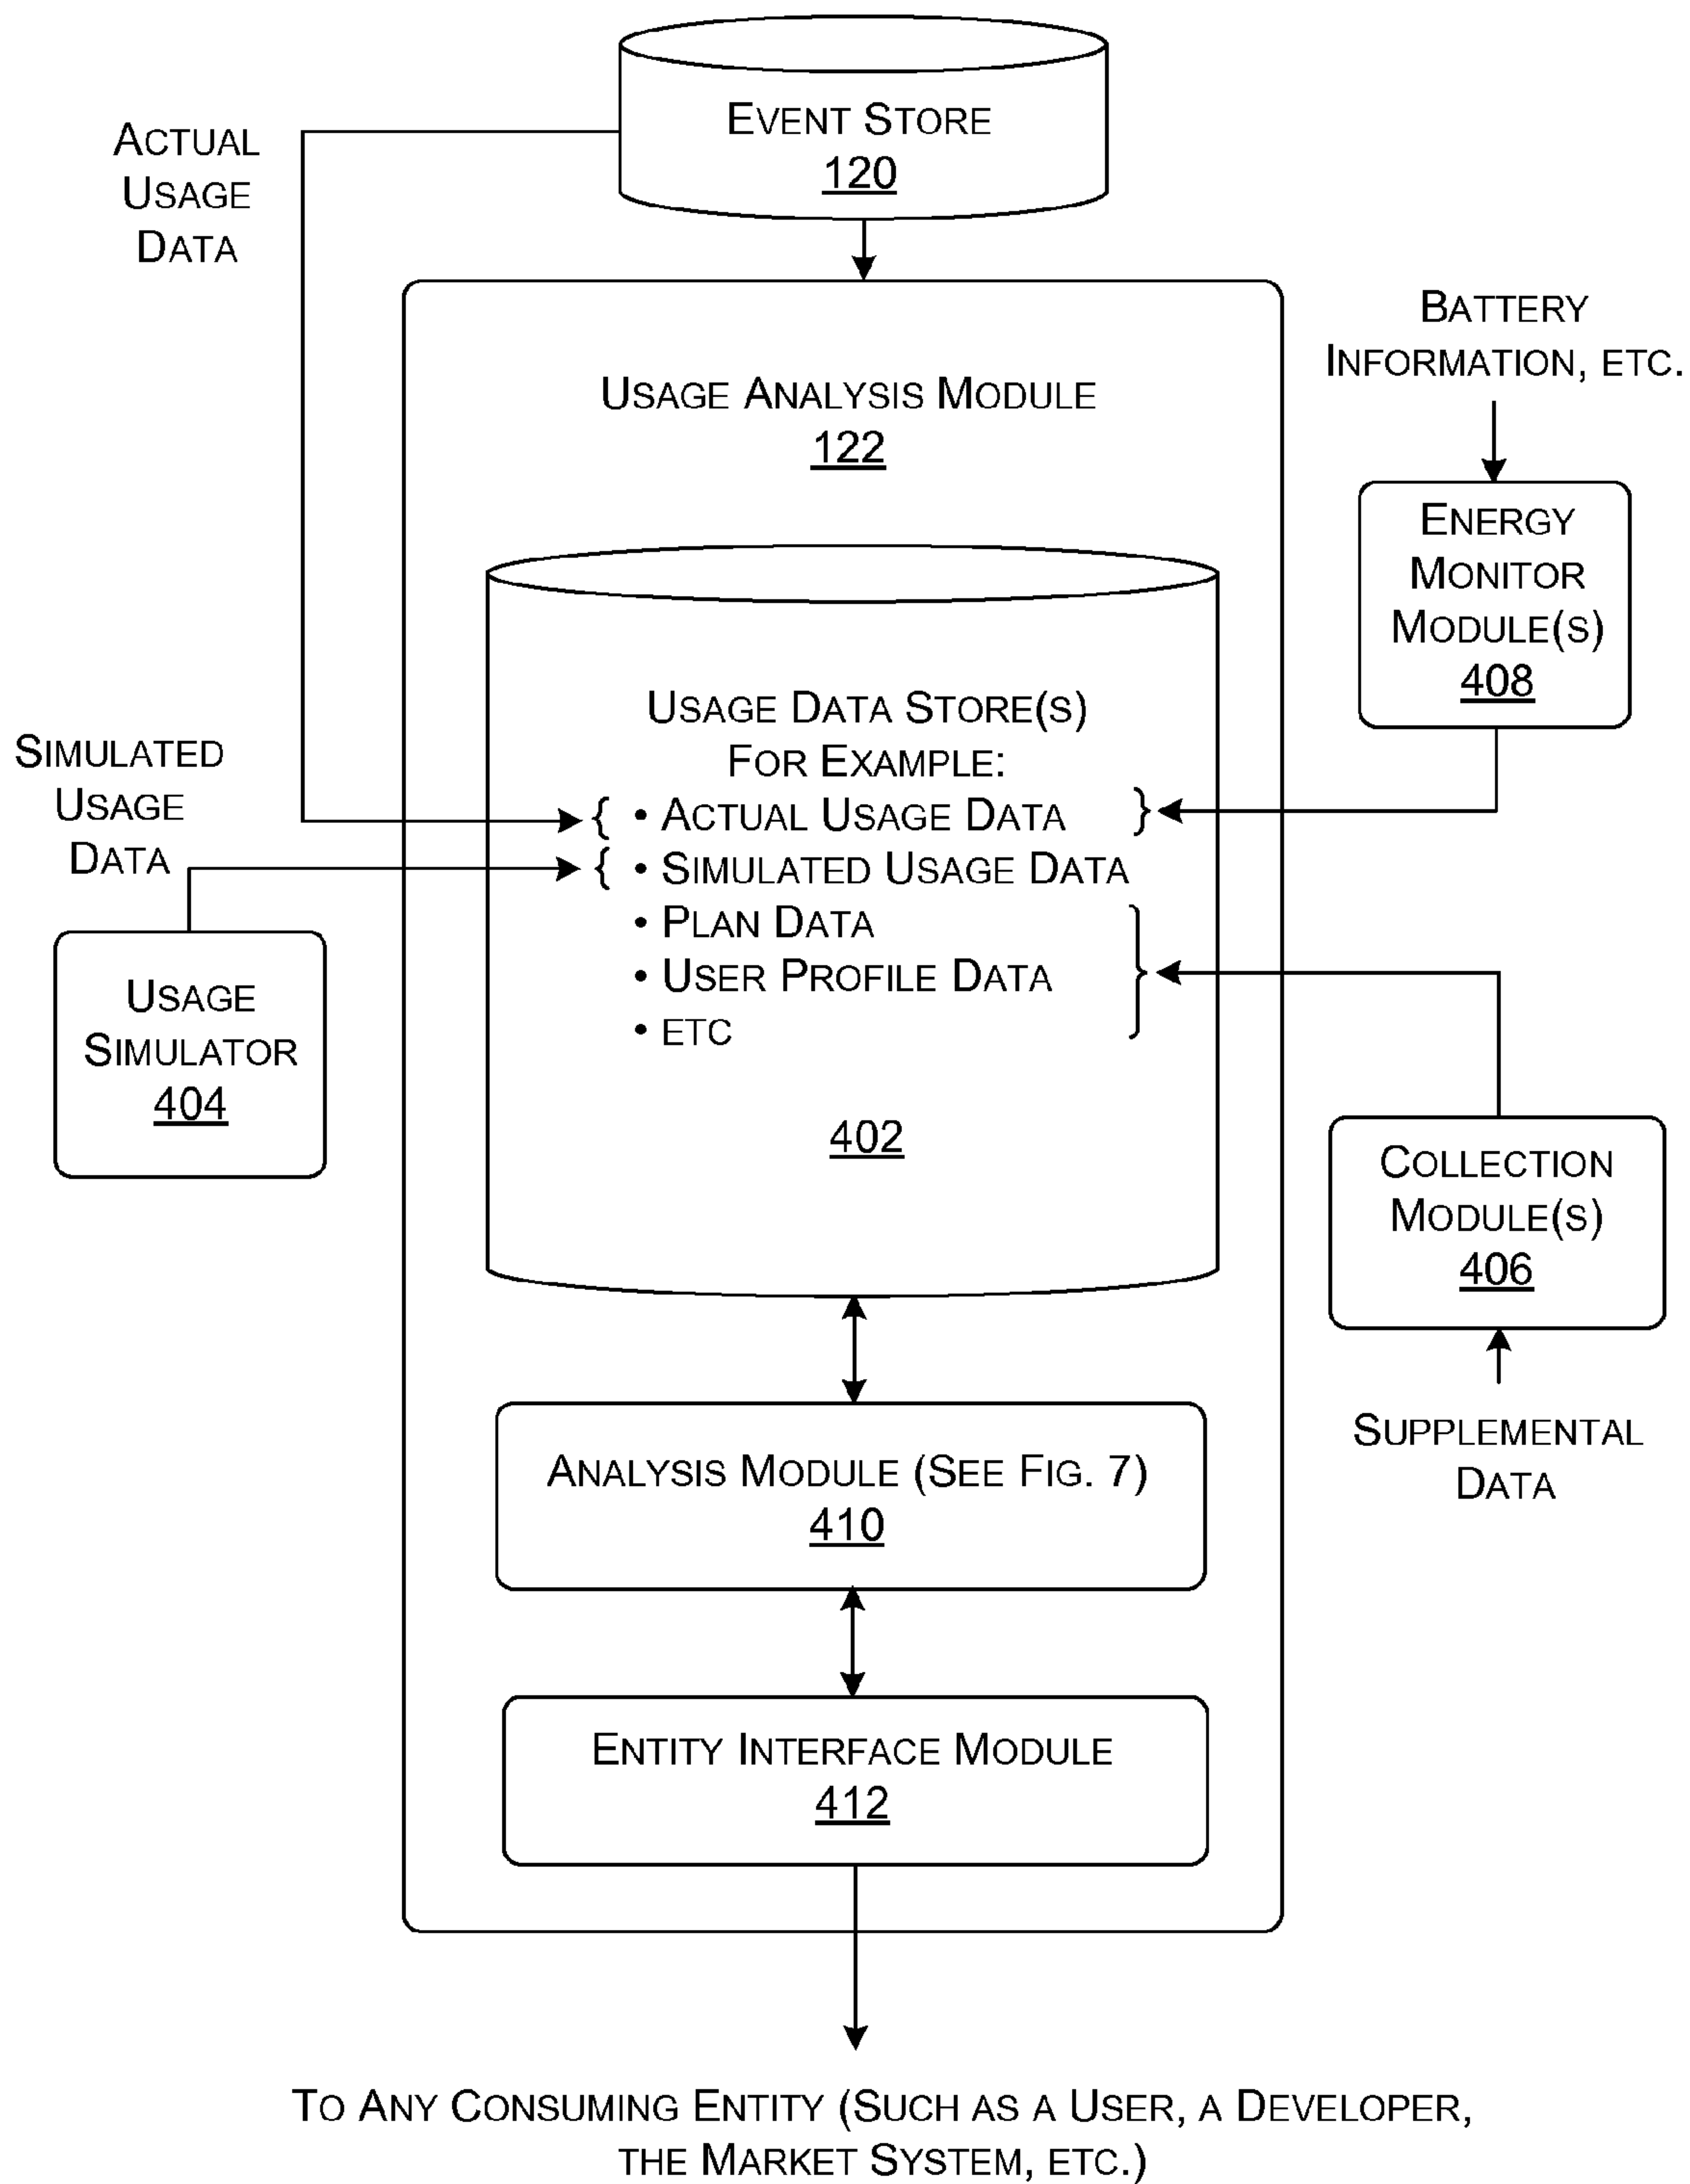 EVENT STORE
120
ACTUAL
USAGE
DATA
BATTERY
INFORMATION, ETC.
USAGE ANALYSIS MODULE
122
ENERGY
MONITOR
MODULE(S)
408
USAGE DATA STORE(S)
FOR EXAMPLE:
{ • ACTUAL USAGE DATA }
{ • SIMULATED USAGE DATA
• PLAN DATA
• USER PROFILE DATA
• ETC
402
SIMULATED
USAGE
DATA
USAGE
SIMULATOR
404
COLLECTION
MODULE(S)
406
SUPPLEMENTAL
DATA
ANALYSIS MODULE (SEE FIG. 7)
410
ENTITY INTERFACE MODULE
412
TO ANY CONSUMING ENTITY (SUCH AS A USER, A DEVELOPER,
THE MARKET SYSTEM, ETC.)